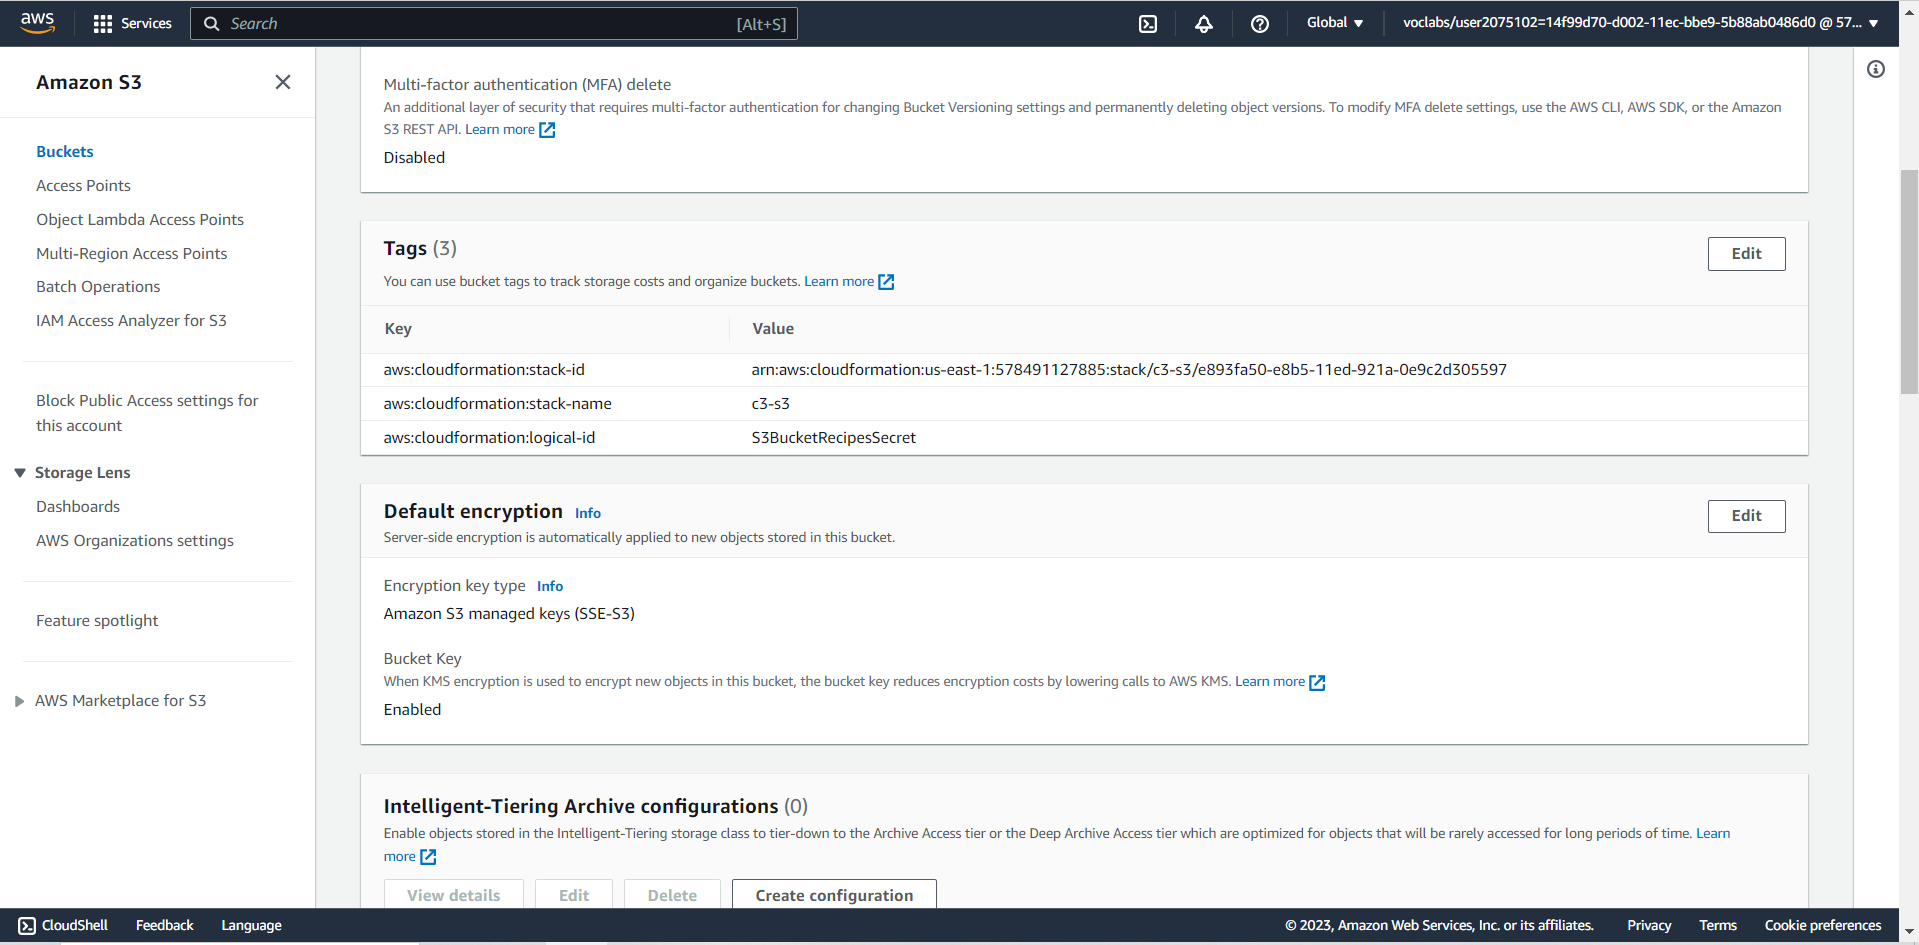 aws
Services
Search
[Alt+S]
Global
voclabs/user2075102=14f99d70-d002-11ec-bbe9-5b88ab0486d0 @ 57...
Amazon S3
Buckets
Access Points
Object Lambda Access Points
Multi-Region Access Points
Batch Operations
IAM Access Analyzer for S3
Block Public Access settings for
this account
Storage Lens
Dashboards
AWS Organizations settings
Feature spotlight
AWS Marketplace for S3
Multi-factor authentication (MFA) delete
An additional layer of security that requires multi-factor authentication for changing Bucket Versioning settings and permanently deleting object versions. To modify MFA delete settings, use the AWS CLI, AWS SDK, or the Amazon
S3 REST API. Learn more
Disabled
Tags (3)
Edit
You can use bucket tags to track storage costs and organize buckets. Learn more
Key Value
aws:cloudformation:stack-id arn:aws:cloudformation:us-east-1:578491127885:stack/c3-s3/e893fa50-e8b5-11ed-921a-0e9c2d305597
aws:cloudformation:stack-name c3-s3
aws:cloudformation:logical-id S3BucketRecipesSecret
Default encryption Info
Edit
Server-side encryption is automatically applied to new objects stored in this bucket.
Encryption key type Info
Amazon S3 managed keys (SSE-S3)
Bucket Key
When KMS encryption is used to encrypt new objects in this bucket, the bucket key reduces encryption costs by lowering calls to AWS KMS. Learn more
Enabled
Intelligent-Tiering Archive configurations (0)
Enable objects stored in the Intelligent-Tiering storage class to tier-down to the Archive Access tier or the Deep Archive Access tier which are optimized for objects that will be rarely accessed for long periods of time. Learn
more
View details Edit Delete Create configuration
CloudShell Feedback Language © 2023, Amazon Web Services, Inc. or its affiliates. Privacy Terms Cookie preferences